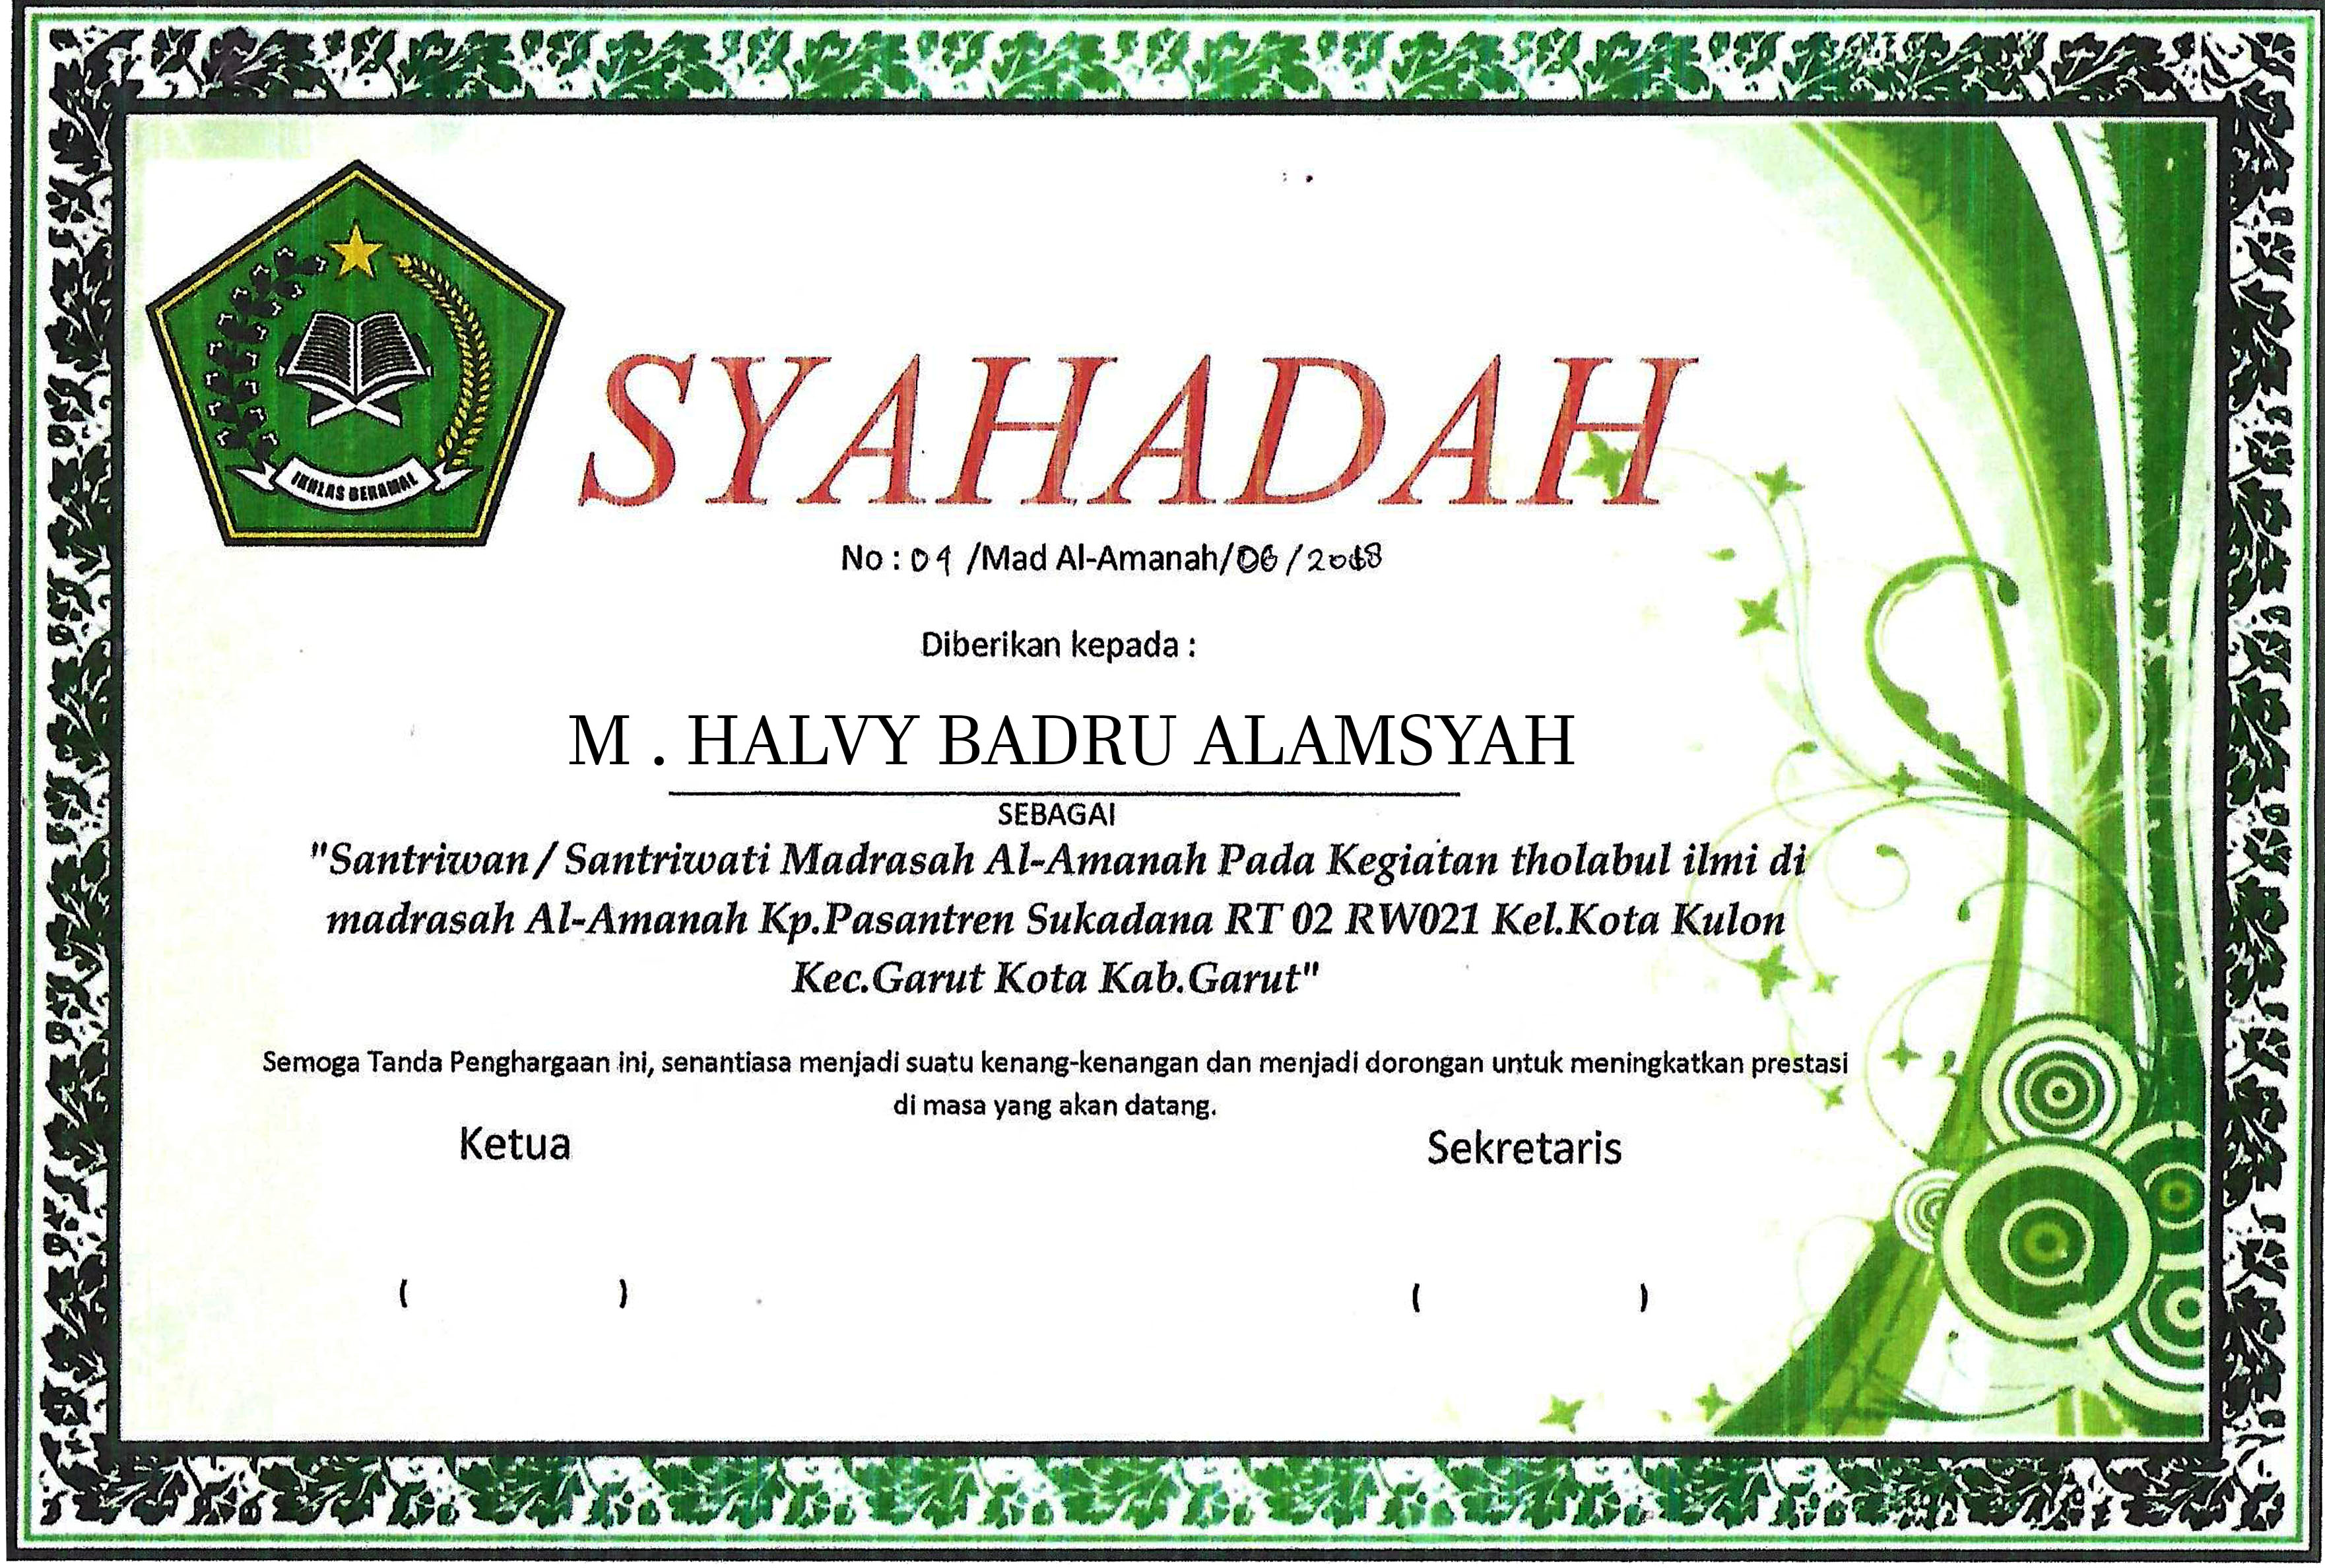 IKHLAS BERAMAL
SYAHADAH
No : 04 /Mad Al-Amanah/06/2018
Diberikan kepada :
M . HALVY BADRU ALAMSYAH
SEBAGAI
"Santriwan / Santriwati Madrasah Al-Amanah Pada Kegiatan tholabul ilmi di
madrasah Al-Amanah Kp.Pasantren Sukadana RT 02 RW021 Kel.Kota Kulon
Kec.Garut Kota Kab.Garut"
Semoga Tanda Penghargaan ini, senantiasa menjadi suatu kenang-kenangan dan menjadi dorongan untuk meningkatkan prestasi
di masa yang akan datang.
Ketua Sekretaris
( ) ( )